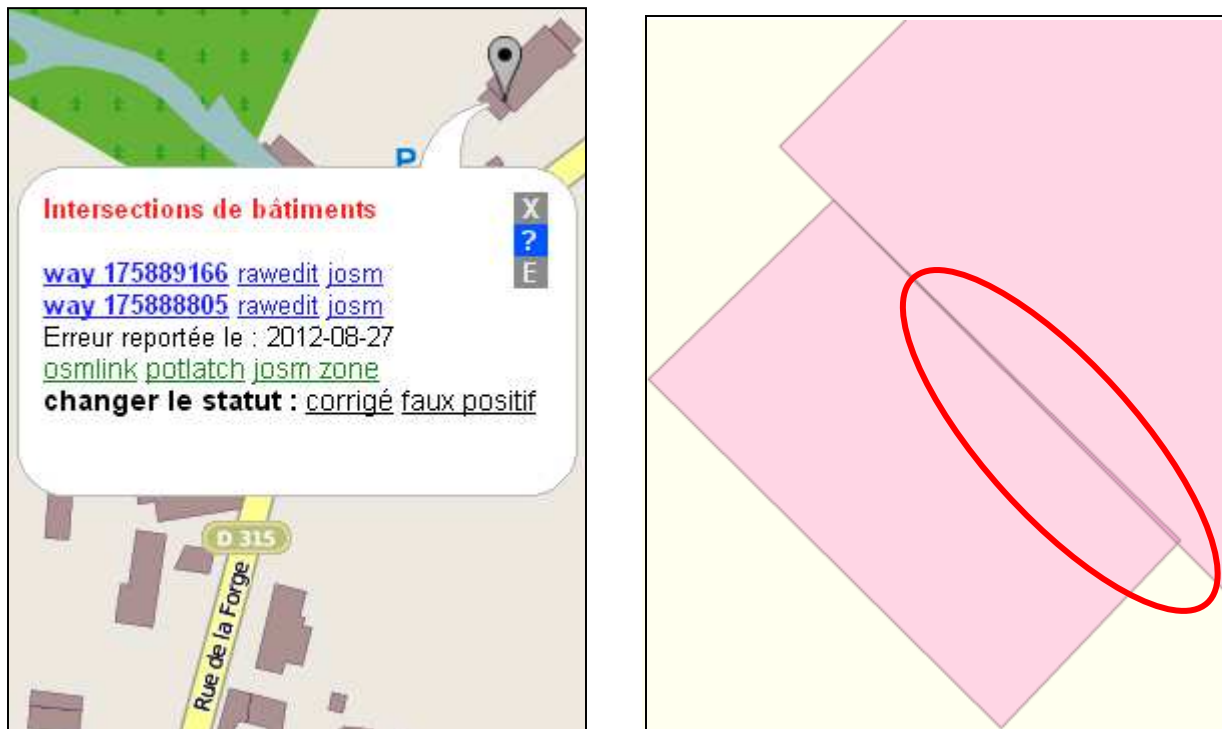 P
Intersections de bâtiments
X
?
E
way 175889166 rawedit josm
way 175888805 rawedit josm
Erreur reportée le : 2012-08-27
osmlink potlatch josm zone
changer le statut : corrigé faux positif
D 315
Rue de la Forge